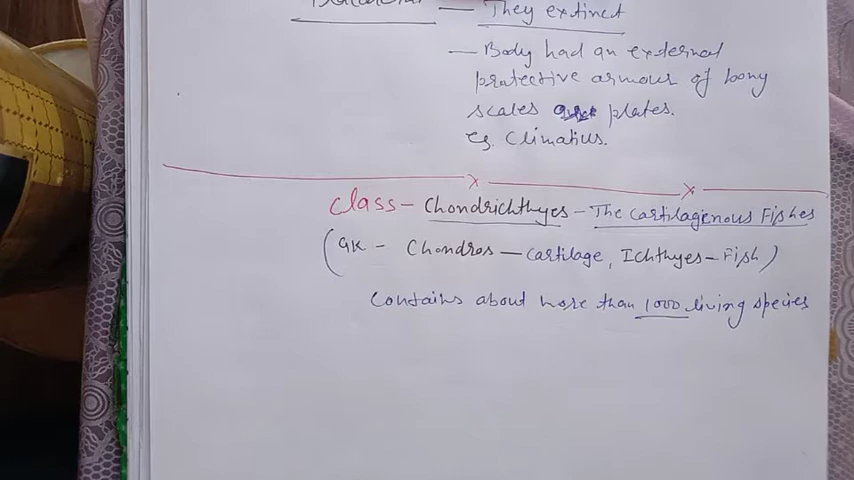 — They extinct
— Body had an external
protective armour of bony
scales plates.
eg. Climatius.
Class - Chondrichthyes - The cartilagenous Fishes
(GK - Chondros - cartilage, Ichthyes - Fish)
Contains about more than 1000 living species